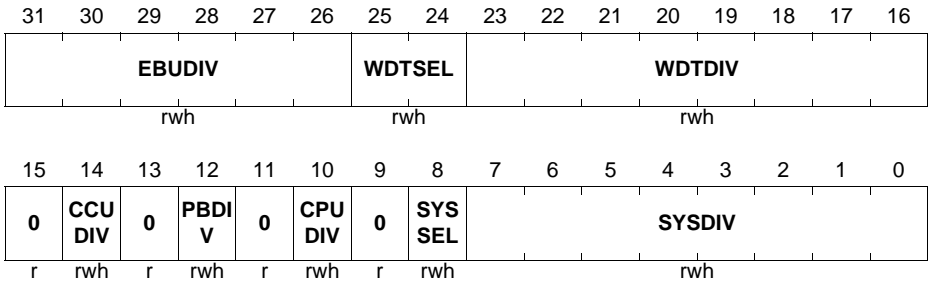 31 30 29 28 27 26 25 24 23 22 21 20 19 18 17 16
EBUDIV WDTSEL WDTDIV
rwh rwh rwh
15 14 13 12 11 10 9 8 7 6 5 4 3 2 1 0
0 CCU 0 PBDI 0 CPU 0 SYS SYSDIV
DIV V DIV SEL
r rwh r rwh r rwh r rwh rwh